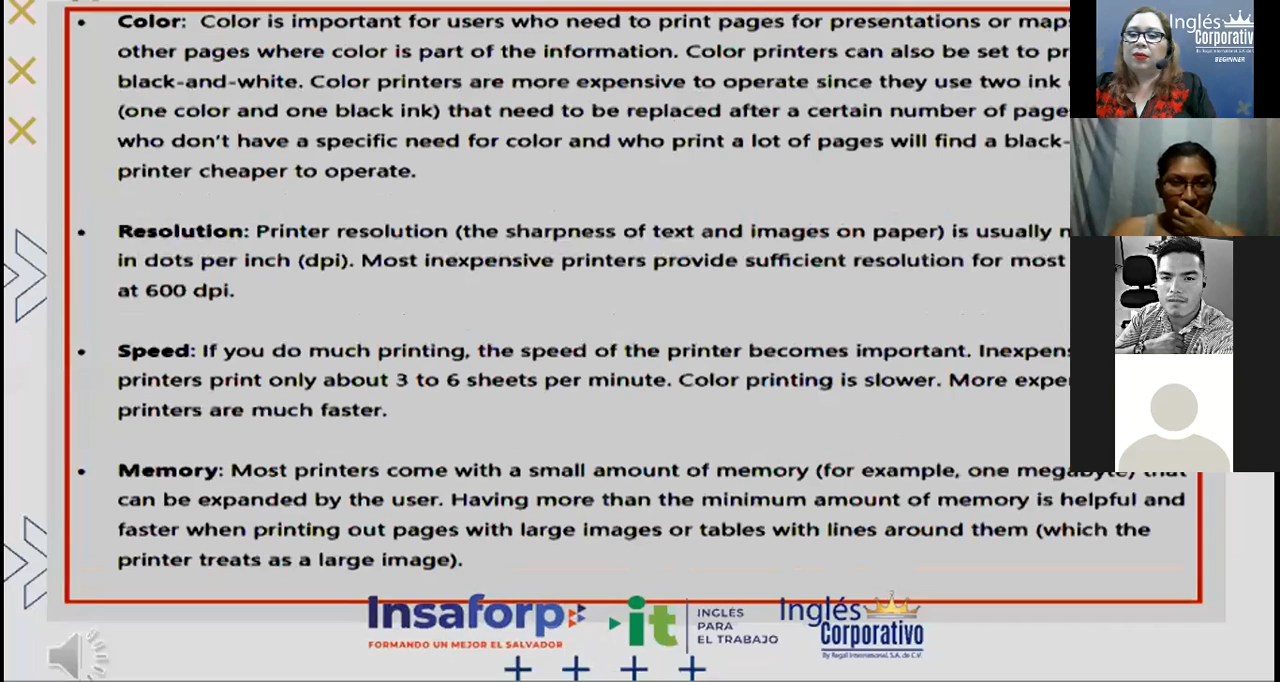 • Color: Color is important for users who need to print pages for presentations or maps
other pages where color is part of the information. Color printers can also be set to pr
black-and-white. Color printers are more expensive to operate since they use two ink
(one color and one black ink) that need to be replaced after a certain number of page
who don't have a specific need for color and who print a lot of pages will find a black-
printer cheaper to operate.
• Resolution: Printer resolution (the sharpness of text and images on paper) is usually
in dots per inch (dpi). Most inexpensive printers provide sufficient resolution for most
at 600 dpi.
• Speed: If you do much printing, the speed of the printer becomes important. Inexpens
printers print only about 3 to 6 sheets per minute. Color printing is slower. More expe
printers are much faster.
• Memory: Most printers come with a small amount of memory (for example, one megabyte) that
can be expanded by the user. Having more than the minimum amount of memory is helpful and
faster when printing out pages with large images or tables with lines around them (which the
printer treats as a large image).
Inglés
Corporativo
BEGINNER
Insaforp
FORMANDO UN MEJOR EL SALVADOR
it
INGLÉS
PARA
EL TRABAJO
Inglés
Corporativo
By Regal International, S.A. de C.V.